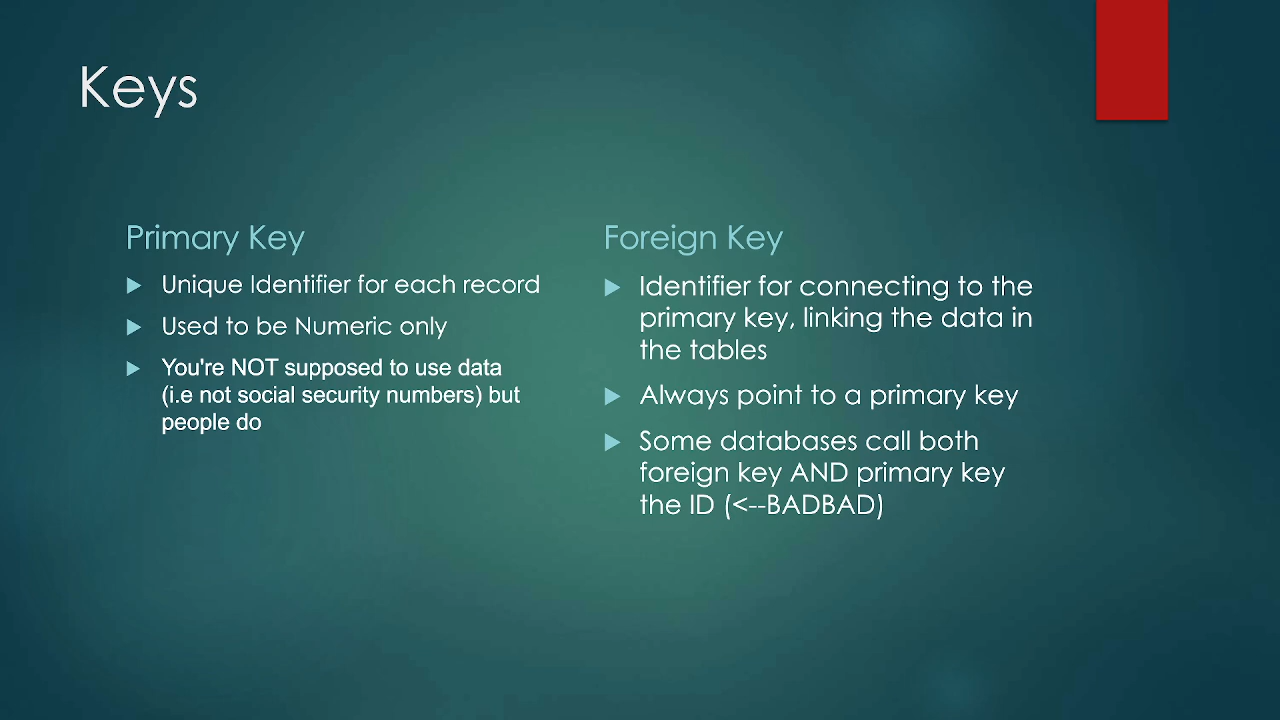 Keys
Primary Key
Unique Identifier for each record
Used to be Numeric only
You're NOT supposed to use data
(i.e not social security numbers) but
people do
Foreign Key
Identifier for connecting to the
primary key, linking the data in
the tables
Always point to a primary key
Some databases call both
foreign key AND primary key
the ID (<--BADBAD)